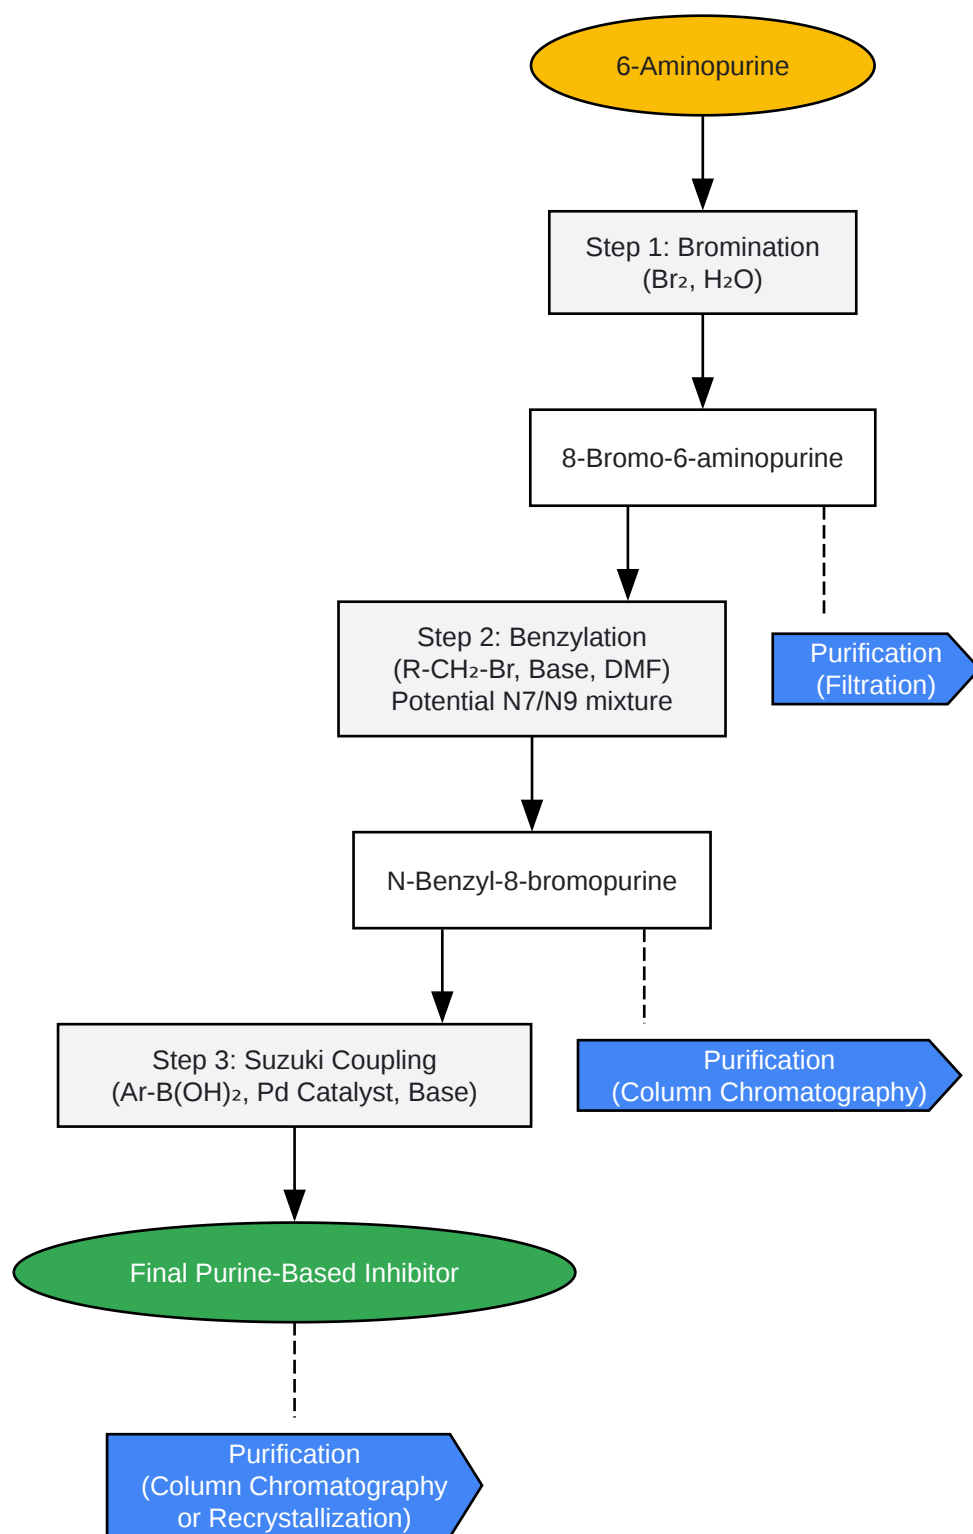 6-Aminopurine
Step 1: Bromination
(Br₂, H₂O)
8-Bromo-6-aminopurine
Step 2: Benzylation
(R-CH₂-Br, Base, DMF)
Potential N7/N9 mixture
Purification
(Filtration)
N-Benzyl-8-bromopurine
Step 3: Suzuki Coupling
(Ar-B(OH)₂, Pd Catalyst, Base)
Purification
(Column Chromatography)
Final Purine-Based Inhibitor
Purification
(Column Chromatography
or Recrystallization)